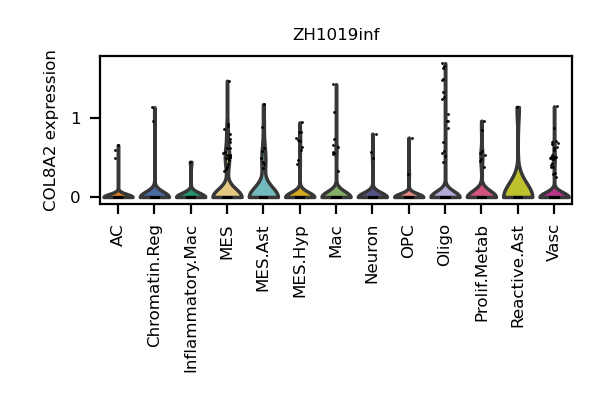 ZH1019inf
COL8A2 expression
1
0
AC
Chromatin.Reg
Inflammatory.Mac
MES
MES.Ast
MES.Hyp
Mac
Neuron
OPC
Oligo
Prolif.Metab
Reactive.Ast
Vasc